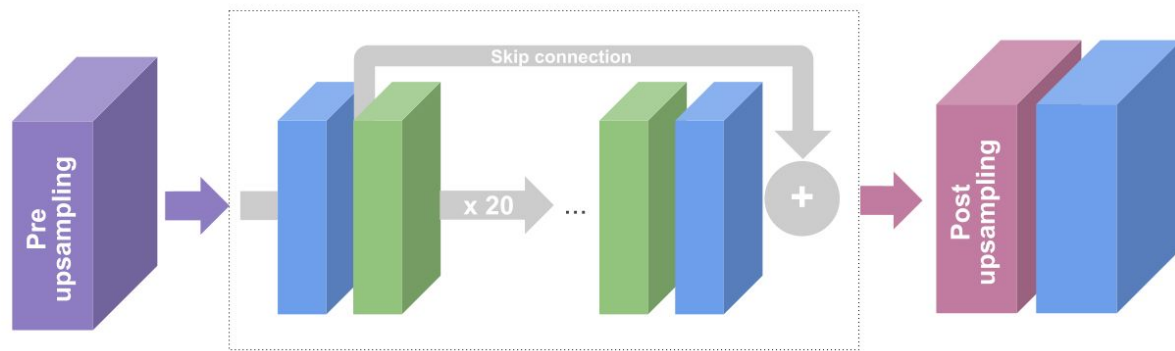 Pre
upsampling
Skip connection
x 20
...
+
Post
upsampling